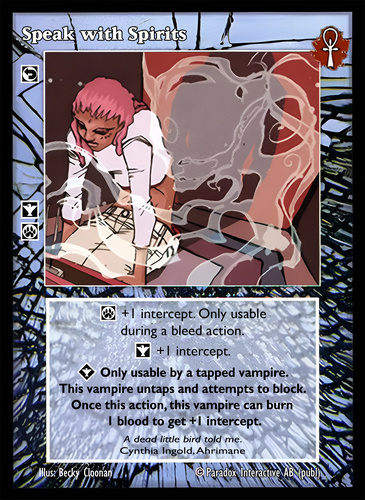 Speak with Spirits
+1 intercept. Only usable
during a bleed action.
+1 intercept.
Only usable by a tapped vampire.
This vampire untaps and attempts to block.
Once this action, this vampire can burn
1 blood to get +1 intercept.
A dead little bird told me.
Cynthia Ingold, Ahrimane
Illus: Becky Cloonan © Paradox Interactive AB. (publ)